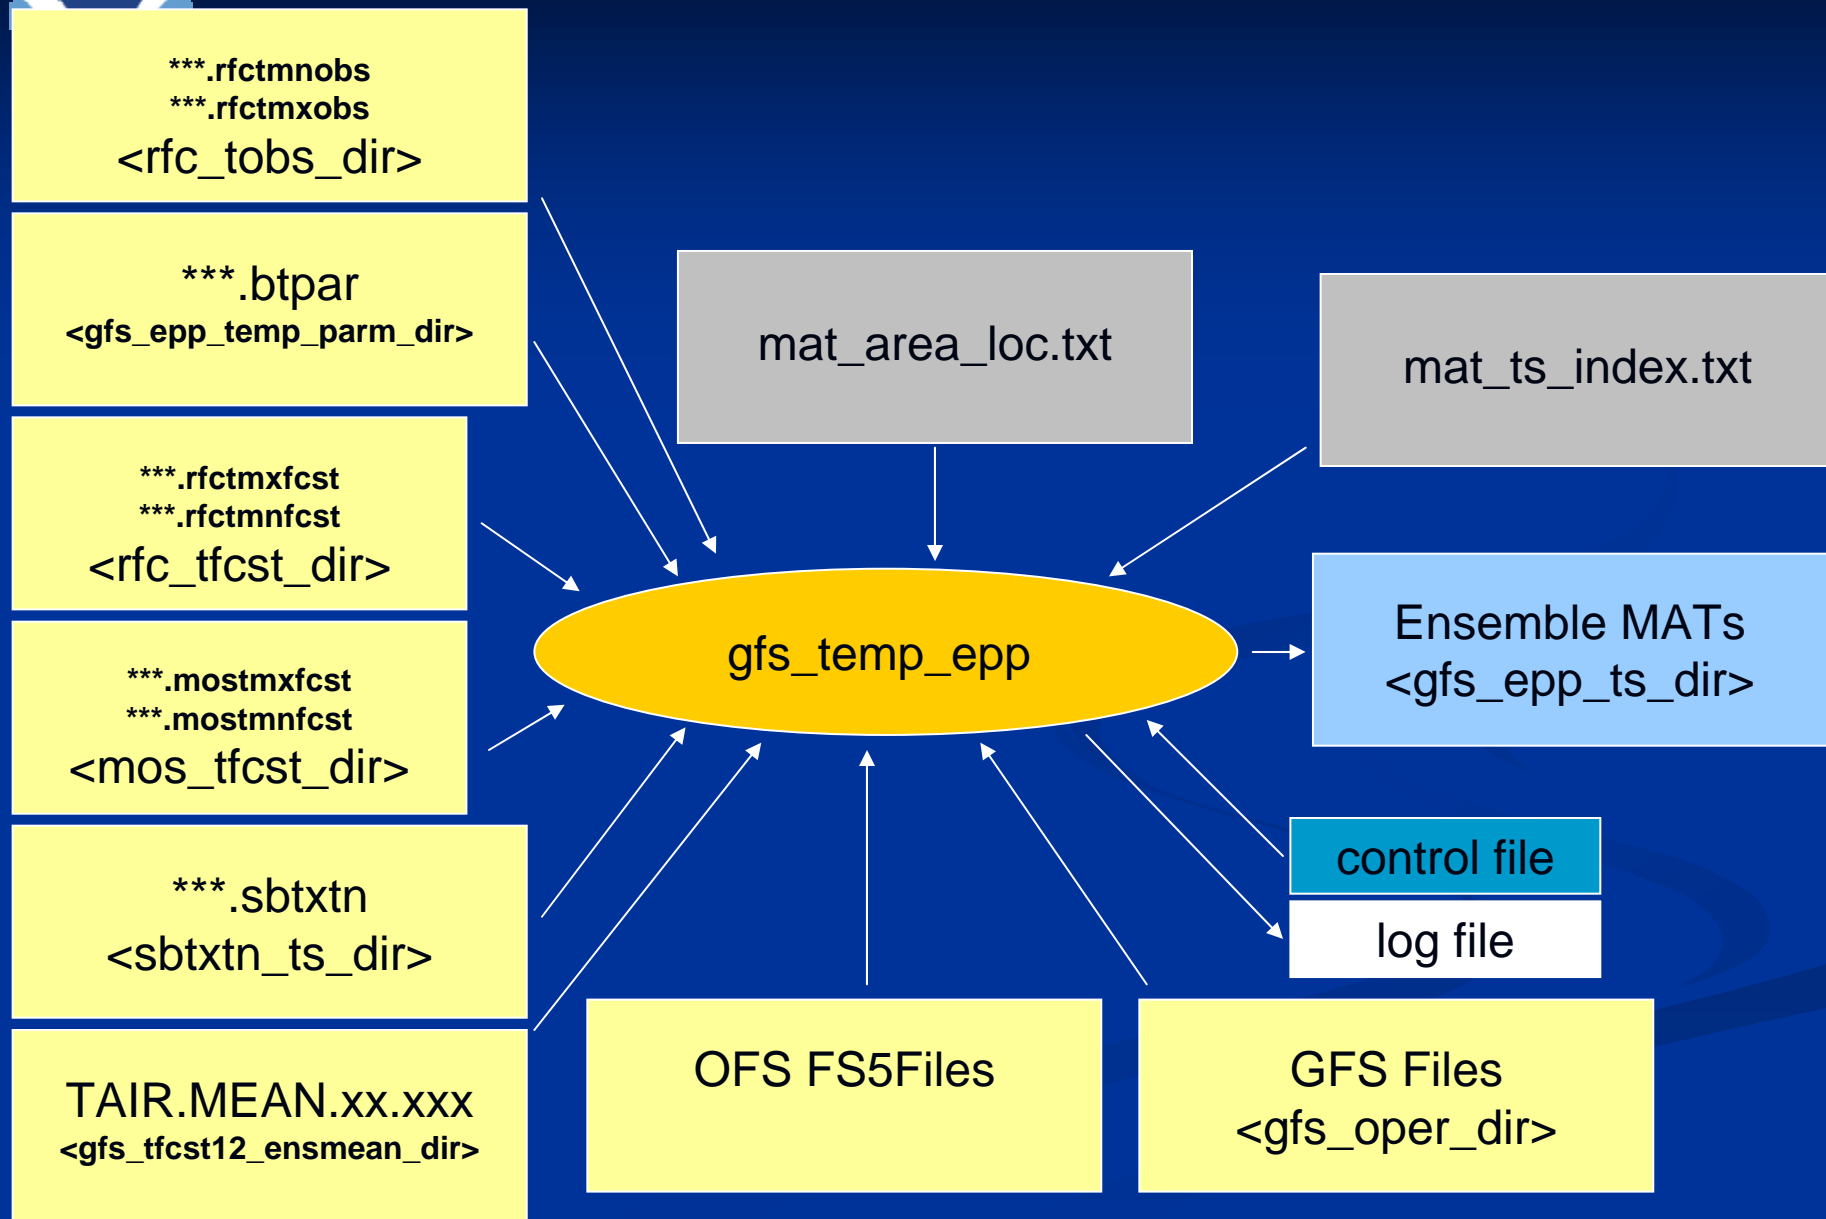 ***.rfctmnobs
***.rfctmxobs
<rfc_tobs_dir>
***.btpar
<gfs_epp_temp_parm_dir>
***.rfctmxfcst
***.rfctmnfcst
<rfc_tfcst_dir>
***.mostmxfcst
***.mostmnfcst
<mos_tfcst_dir>
***.sbtxtn
<sbtxtn_ts_dir>
TAIR.MEAN.xx.xxx
<gfs_tfcst12_ensmean_dir>
mat_area_loc.txt
mat_ts_index.txt
gfs_temp_epp
Ensemble MATs
<gfs_epp_ts_dir>
control file
log file
OFS FS5Files
GFS Files
<gfs_oper_dir>